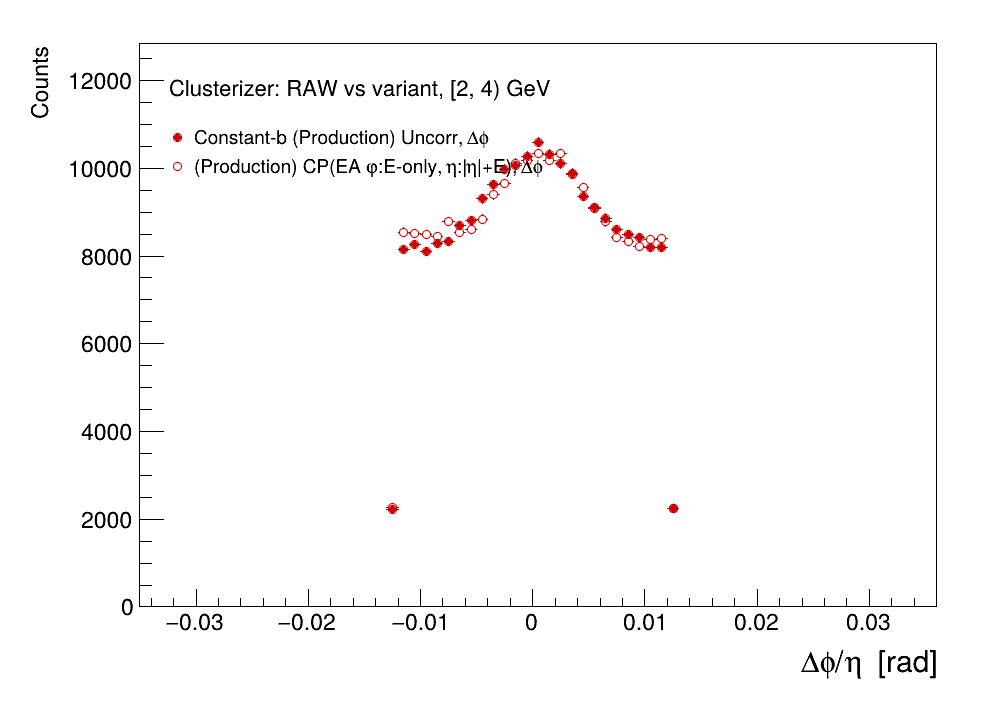 Counts
12000
Clusterizer: RAW vs variant, [2, 4) GeV
Constant-b (Production) Uncorr, Δϕ
10000
(Production) CP(EA φ:E-only, η:|η|+E), Δϕ
8000
6000
4000
2000
0
−0.03 −0.02 −0.01 0 0.01 0.02 0.03
Δϕ/η [rad]